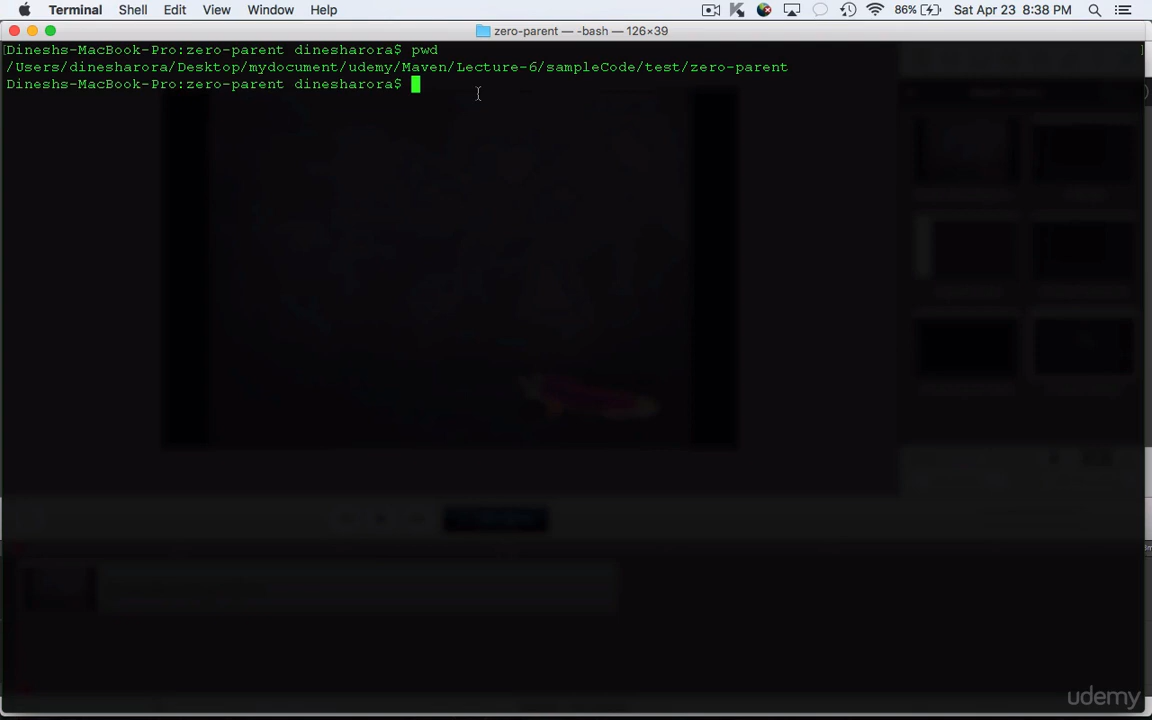 Terminal Shell Edit View Window Help 86% Sat Apr 23 8:38 PM
zero-parent — -bash — 126×39
[Dineshs-MacBook-Pro:zero-parent dinesharora$ pwd ]
/Users/dinesharora/Desktop/mydocument/udemy/Maven/Lecture-6/sampleCode/test/zero-parent
Dineshs-MacBook-Pro:zero-parent dinesharora$
udemy